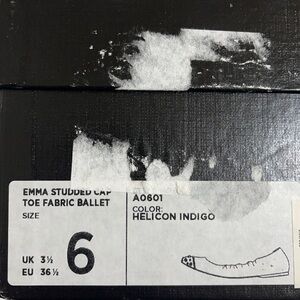 EMMA STUDDED CAP
TOE FABRIC BALLET
SIZE
UK 3½
EU 36½
6
A0601
COLOR:
HELICON INDIGO